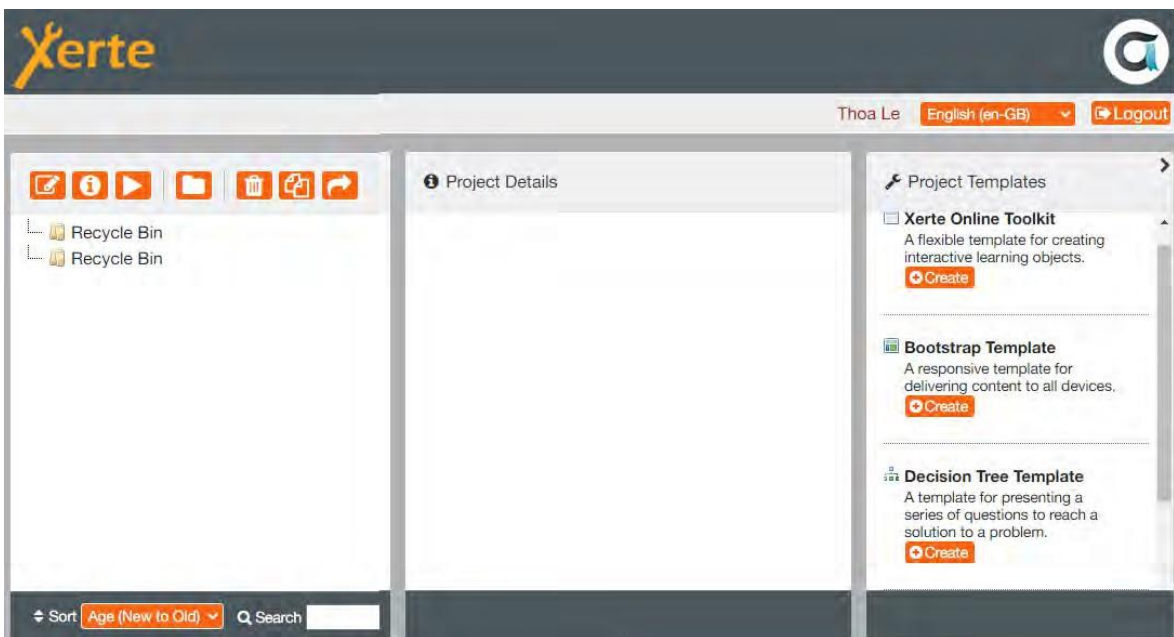 Xerte
Thoa Le
English (en-GB)
Logout
Recycle Bin
Recycle Bin
Project Details
Project Templates
Xerte Online Toolkit
A flexible template for creating
interactive learning objects.
Create
Bootstrap Template
A responsive template for
delivering content to all devices.
Create
Decision Tree Template
A template for presenting a
series of questions to reach a
solution to a problem.
Create
Sort Age (New to Old) Search